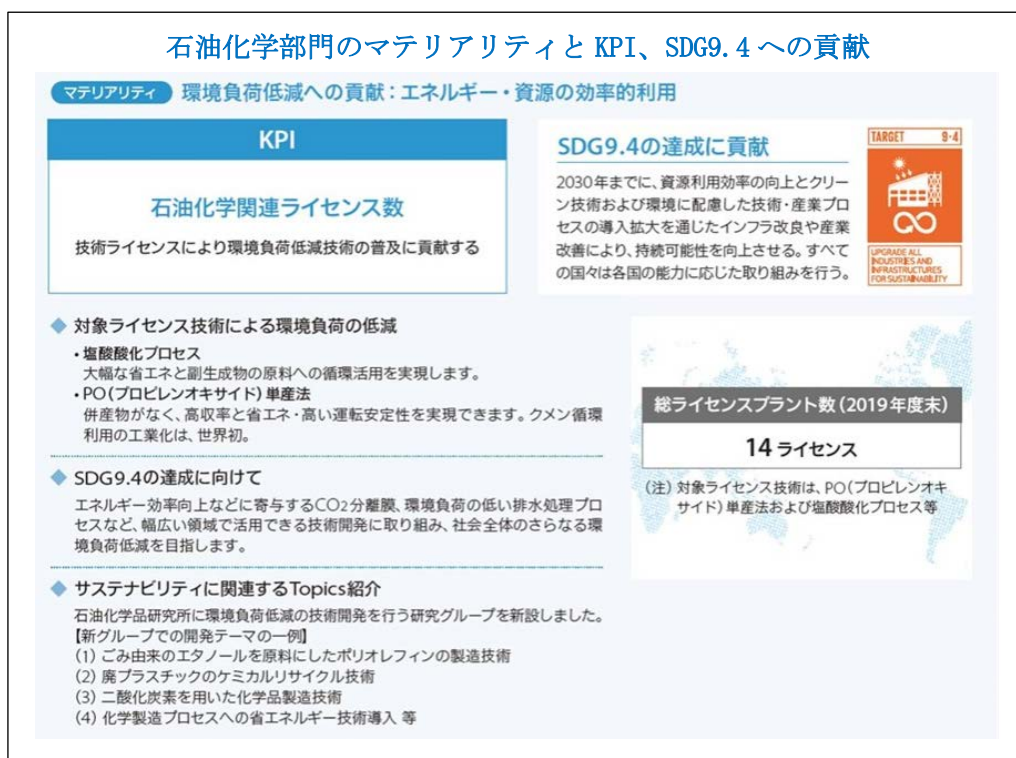 石油化学部門のマテリアリティと KPI、SDG9.4 への貢献
マテリアリティ 環境負荷低減への貢献：エネルギー・資源の効率的利用
KPI
石油化学関連ライセンス数
技術ライセンスにより環境負荷低減技術の普及に貢献する
SDG9.4の達成に貢献
2030年までに、資源利用効率の向上とクリー
ン技術および環境に配慮した技術・産業プロ
セスの導入拡大を通じたインフラ改良や産業
改善により、持続可能性を向上させる。すべて
の国々は各国の能力に応じた取り組みを行う。
TARGET 9・4
UPGRADE ALL
INDUSTRIES AND
INFRASTRUCTURES
FOR SUSTAINABILITY
◆ 対象ライセンス技術による環境負荷の低減
・塩酸酸化プロセス
大幅な省エネと副生成物の原料への循環活用を実現します。
・PO（プロピレンオキサイド）単産法
併産物がなく、高収率と省エネ・高い運転安定性を実現できます。クメン循環
利用の工業化は、世界初。
◆ SDG9.4の達成に向けて
エネルギー効率向上などに寄与するCO2分離膜、環境負荷の低い排水処理プロ
セスなど、幅広い領域で活用できる技術開発に取り組み、社会全体のさらなる環
境負荷低減を目指します。
◆ サステナビリティに関連するTopics紹介
石油化学品研究所に環境負荷低減の技術開発を行う研究グループを新設しました。
【新グループでの開発テーマの一例】
(1) ごみ由来のエタノールを原料にしたポリオレフィンの製造技術
(2) 廃プラスチックのケミカルリサイクル技術
(3) 二酸化炭素を用いた化学品製造技術
(4) 化学製造プロセスへの省エネルギー技術導入 等
総ライセンスプラント数（2019年度末）
14 ライセンス
（注）対象ライセンス技術は、PO（プロピレンオキ
サイド）単産法および塩酸酸化プロセス等